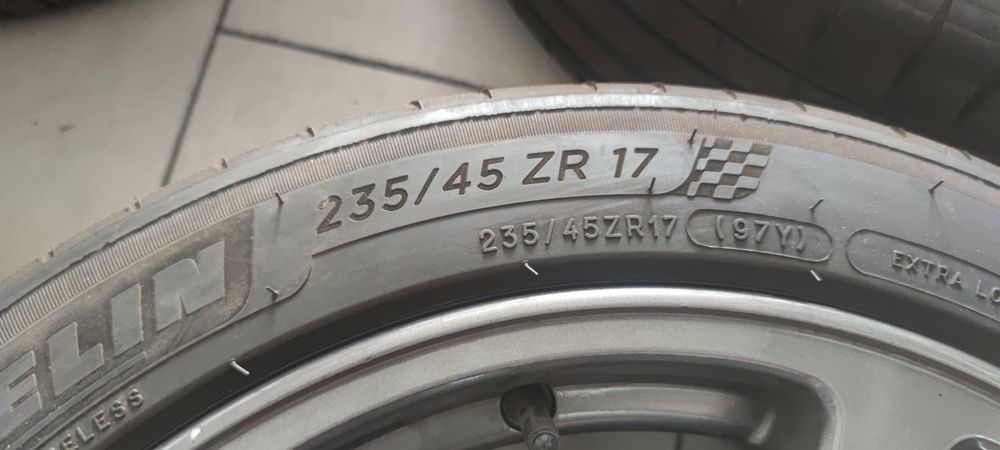 235/45 ZR 17
235/45ZR17 (97Y)
EXTRA LO
ELIN
ELESS